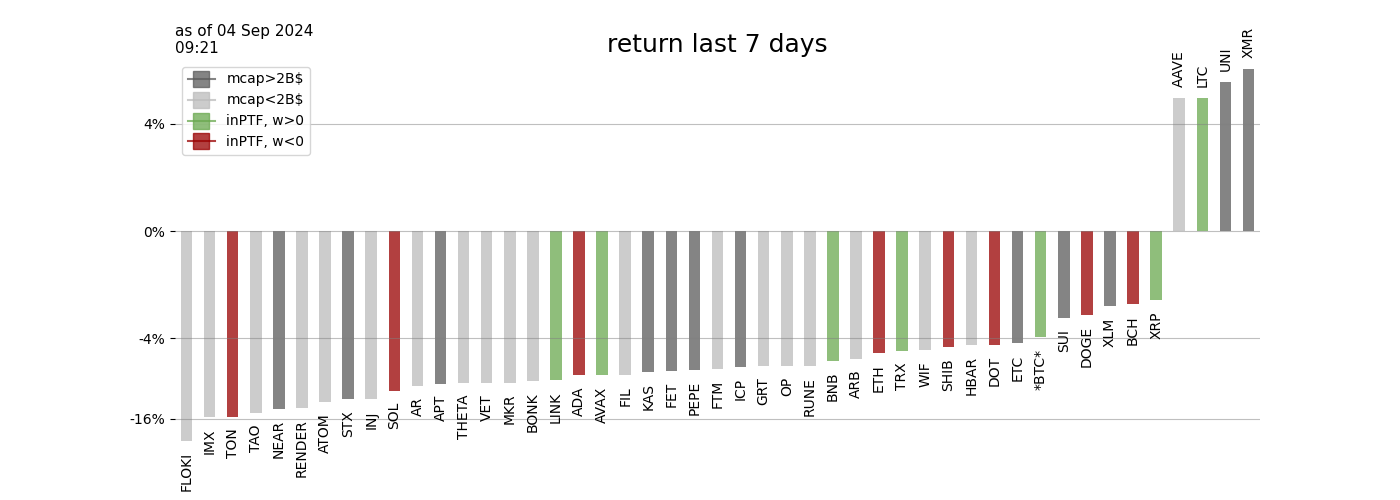 as of 04 Sep 2024
09:21
return last 7 days
mcap>2B$
mcap<2B$
inPTF, w>0
inPTF, w<0
4%
0%
-4%
-16%
FLOKI
IMX
TON
TAO
NEAR
RENDER
ATOM
STX
INJ
SOL
AR
APT
THETA
VET
MKR
BONK
LINK
ADA
AVAX
FIL
KAS
FET
PEPE
FTM
ICP
GRT
OP
RUNE
BNB
ARB
ETH
TRX
WIF
SHIB
HBAR
DOT
ETC
*BTC*
SUI
DOGE
XLM
BCH
XRP
AAVE
LTC
UNI
XMR